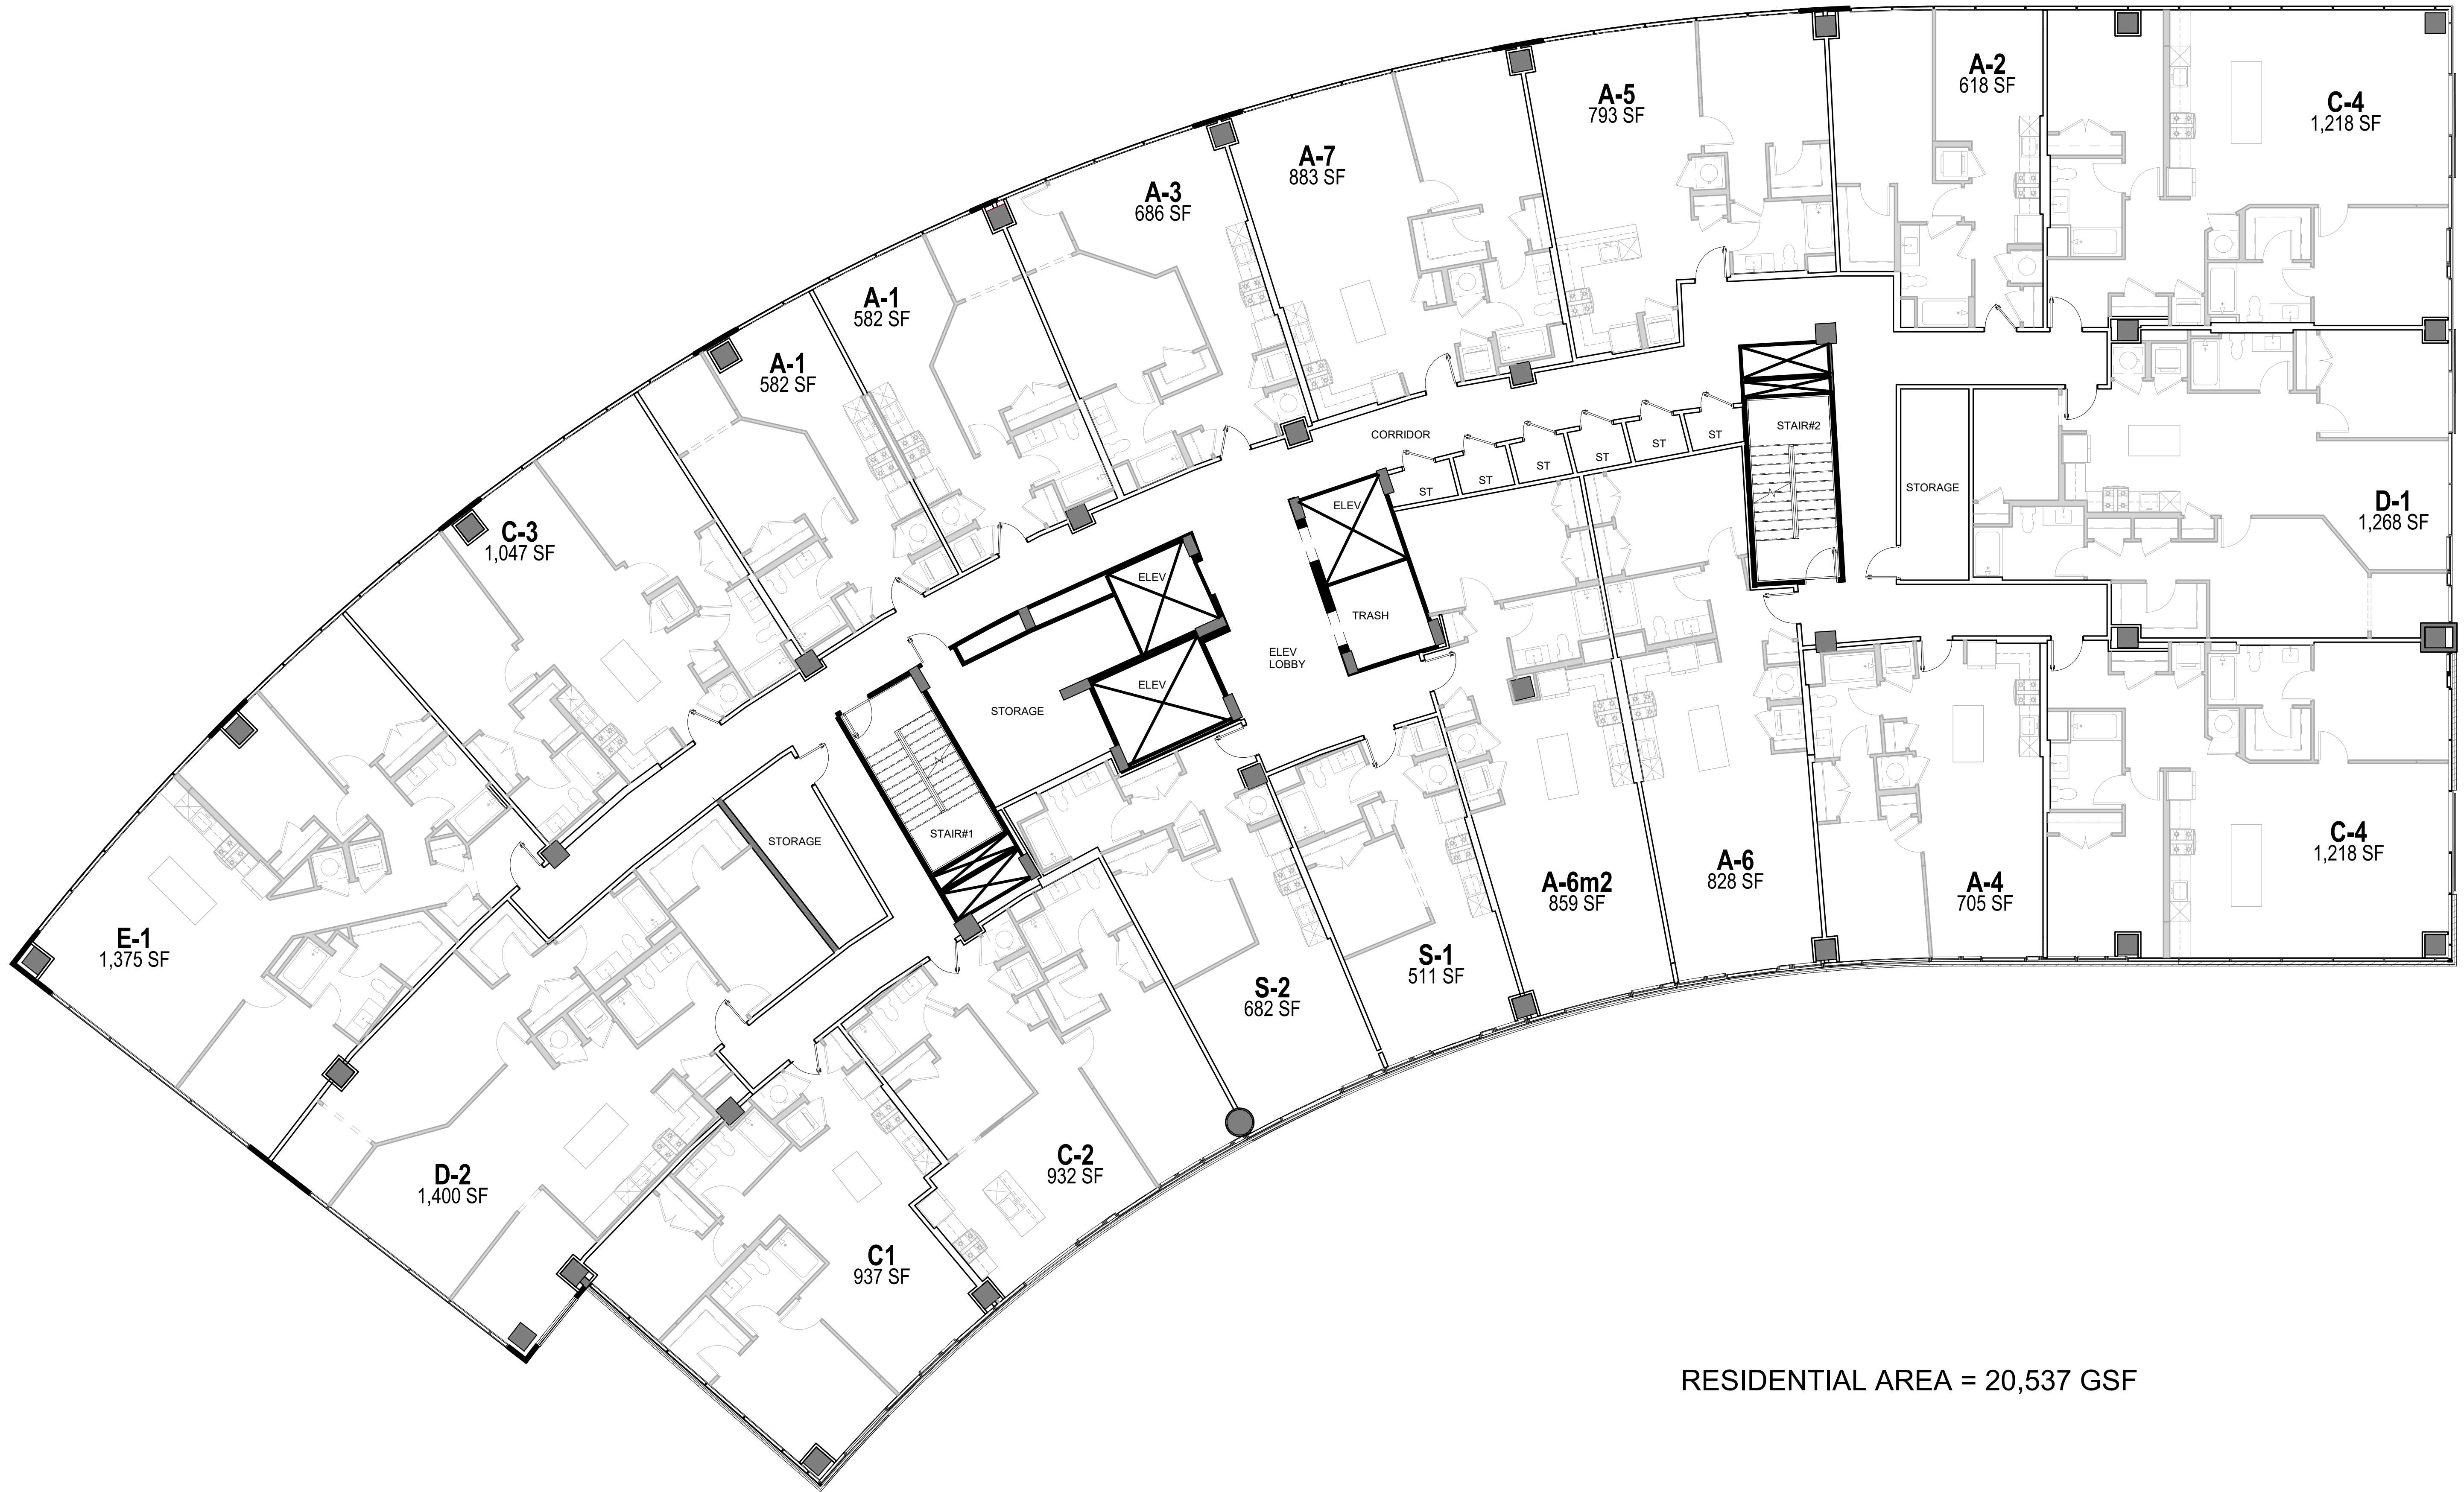 A-2
618 SF
C-4
1,218 SF
A-5
793 SF
A-7
883 SF
A-3
686 SF
A-1
582 SF
A-1
582 SF
C-3
1,047 SF
CORRIDOR
ST
ST
ST
ST
ST
ST
STAIR#2
STORAGE
D-1
1,268 SF
ELEV
TRASH
ELEV
ELEV
LOBBY
ELEV
STORAGE
STAIR#1
STORAGE
E-1
1,375 SF
D-2
1,400 SF
C1
937 SF
C-2
932 SF
S-2
682 SF
S-1
511 SF
A-6m2
859 SF
A-6
828 SF
A-4
705 SF
C-4
1,218 SF
RESIDENTIAL AREA = 20,537 GSF